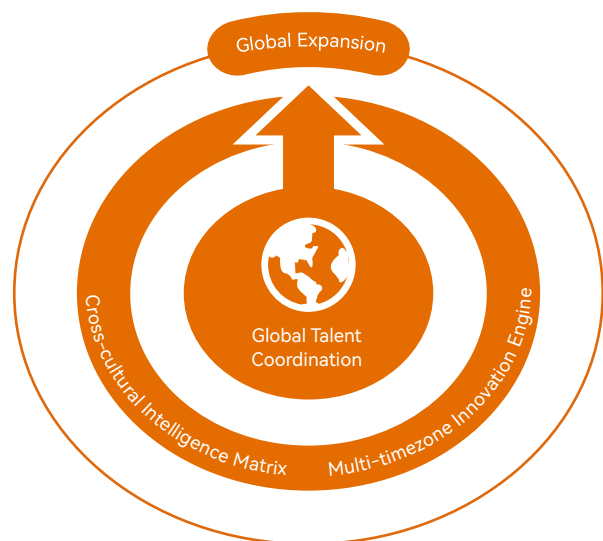 Global Expansion
Global Talent
Coordination
Cross-cultural Intelligence Matrix
Multi-timezone Innovation Engine